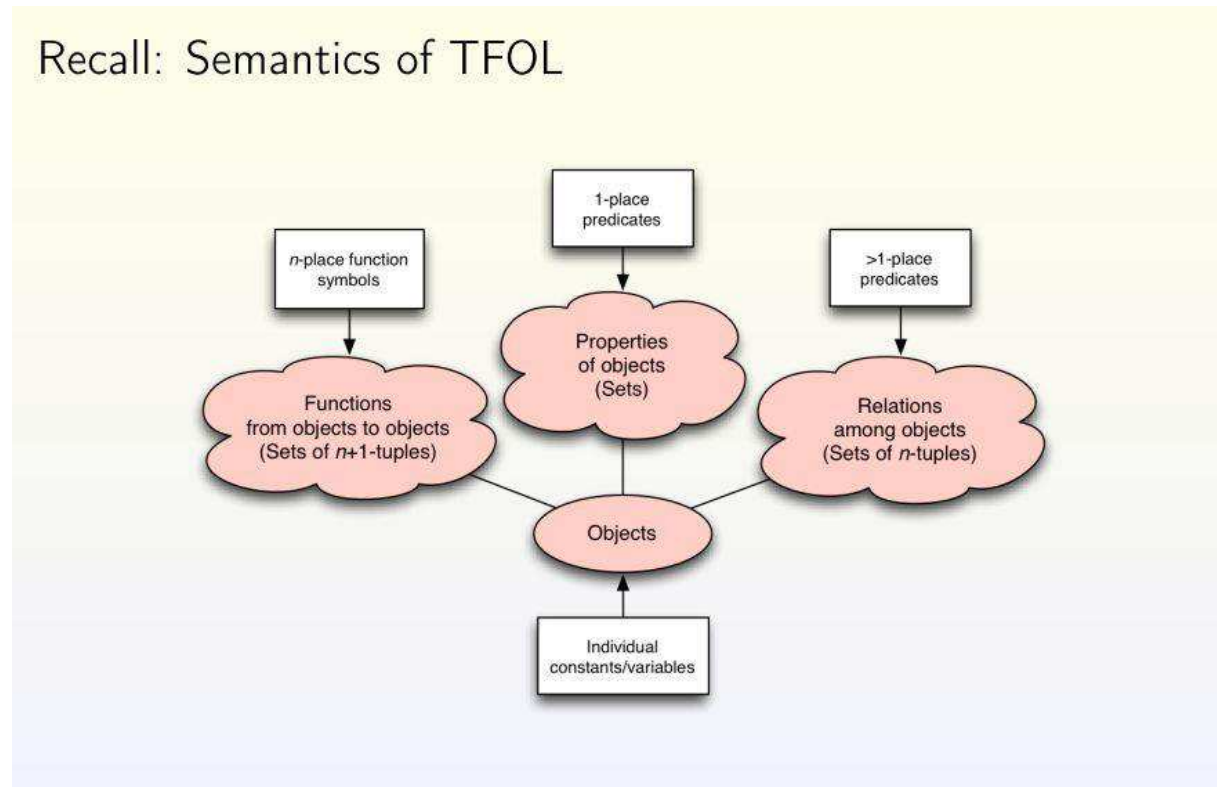 Recall: Semantics of TFOL
1-place
predicates
n-place function
symbols
>1-place
predicates
Properties
of objects
(Sets)
Functions
from objects to objects
(Sets of n+1-tuples)
Relations
among objects
(Sets of n-tuples)
Objects
Individual
constants/variables